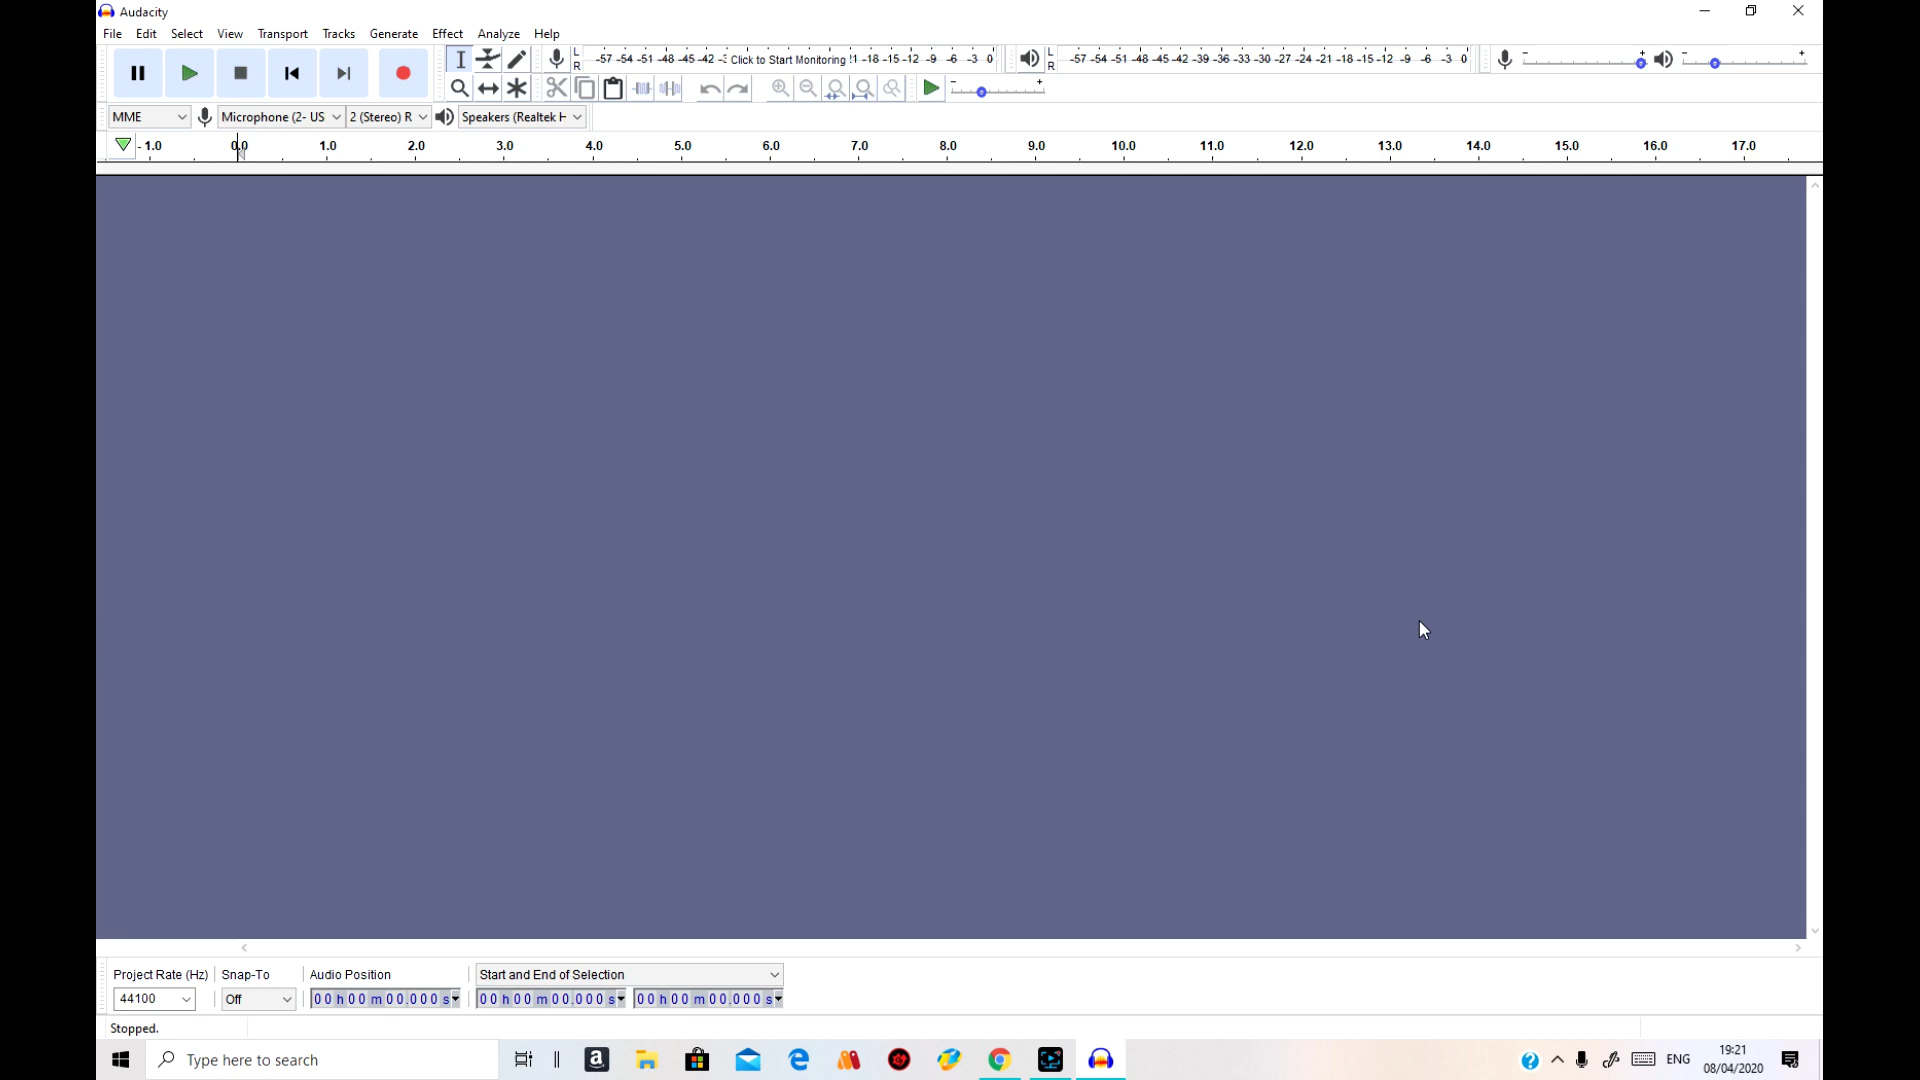 Audacity
File Edit Select View Transport Tracks Generate Effect Analyze Help
L -57 -54 -51 -48 -45 -42 -3 Click to Start Monitoring !1 -18 -15 -12 -9 -6 -3 0 L -57 -54 -51 -48 -45 -42 -39 -36 -33 -30 -27 -24 -21 -18 -15 -12 -9 -6 -3 0 - + - +
R R
- +
MME Microphone (2- US 2 (Stereo) R Speakers (Realtek H
- 1.0 0.0 1.0 2.0 3.0 4.0 5.0 6.0 7.0 8.0 9.0 10.0 11.0 12.0 13.0 14.0 15.0 16.0 17.0
Project Rate (Hz) Snap-To Audio Position Start and End of Selection
44100 Off 00 h 00 m 00.000 s 00 h 00 m 00.000 s 00 h 00 m 00.000 s
Stopped.
Type here to search a ENG 19:21
08/04/2020